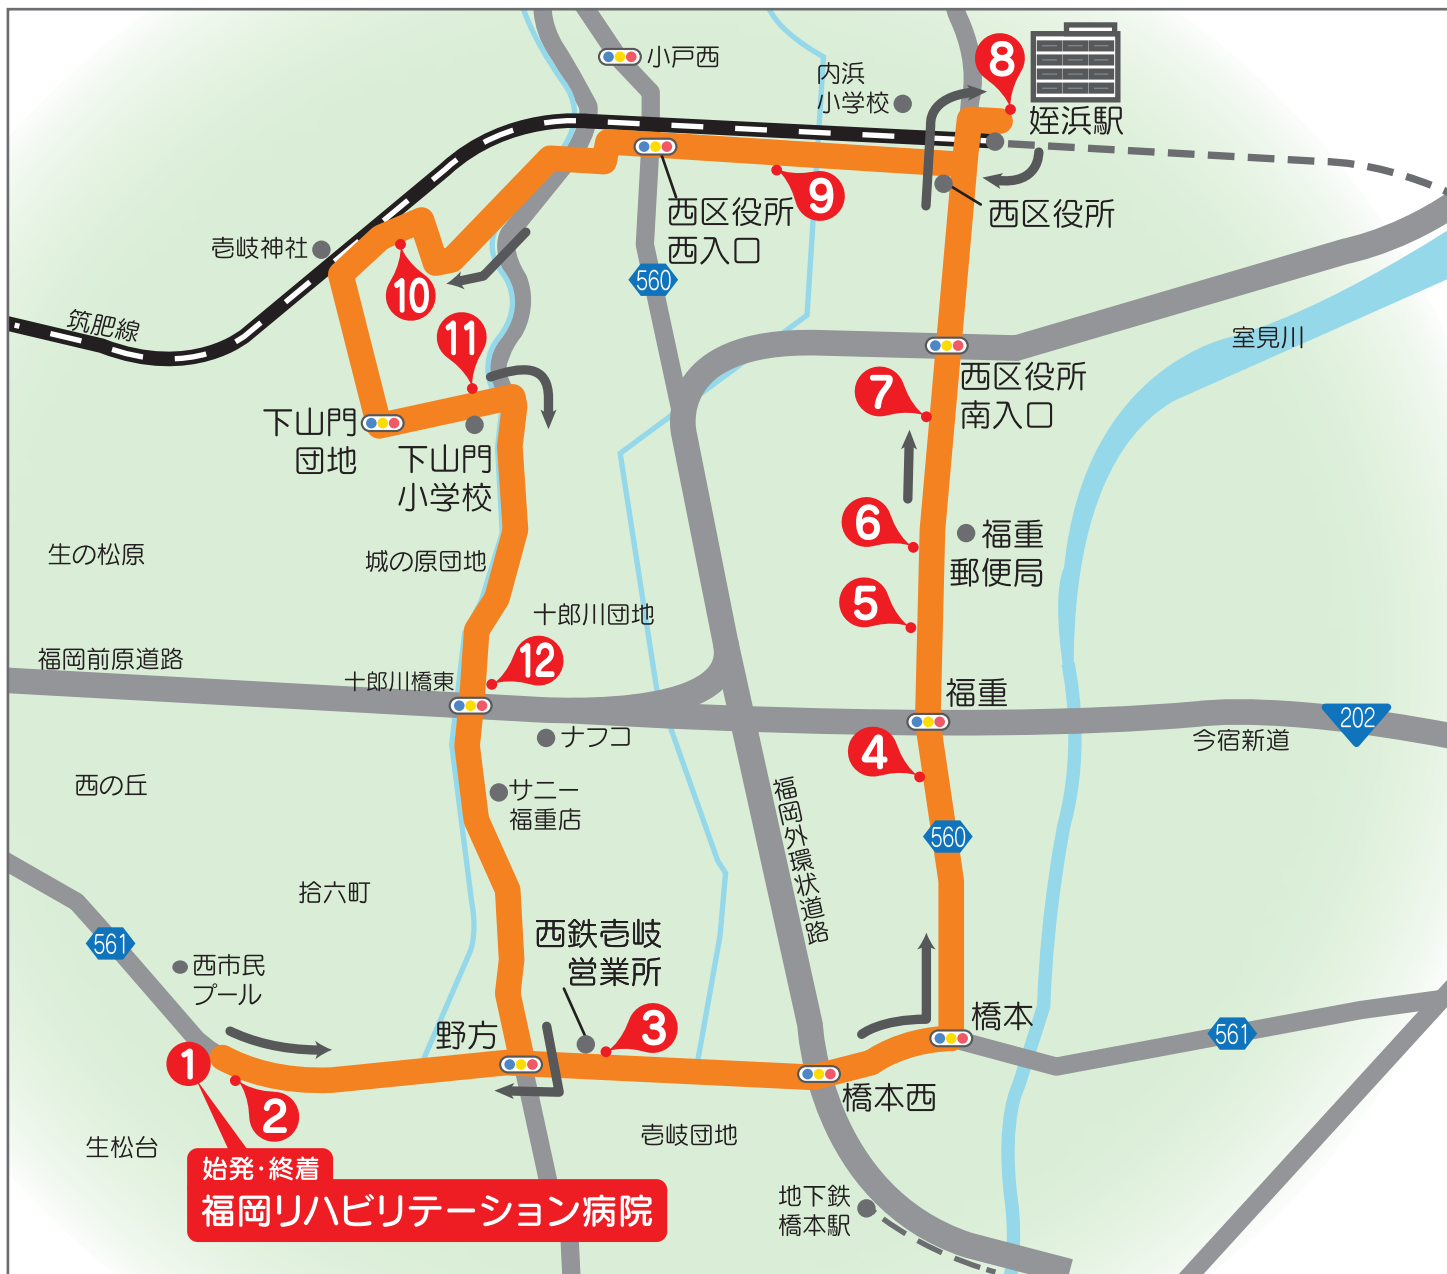 小戸西
内浜
小学校
8
姪浜駅
西区役所
西入口
9
西区役所
壱岐神社
10
560
筑肥線
11
室見川
西区役所
南入口
7
下山門
団地
下山門
小学校
6
福重
郵便局
生の松原
城の原団地
5
十郎川団地
福岡前原道路
12
十郎川橋東
福重
202
今宿新道
ナフコ
4
西の丘
サニー
福重店
福岡外環状道路
560
拾六町
561
西鉄壱岐
営業所
西市民
プール
野方
3
橋本
561
1
2
橋本西
生松台
壱岐団地
始発・終着
福岡リハビリテーション病院
地下鉄
橋本駅